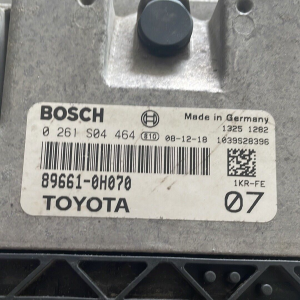 BOSCH Made in Germany
0 261 S04 464 010 08-12-18 1325 1282
1039S28396
89661-0H070 1KR-FE
TOYOTA 07